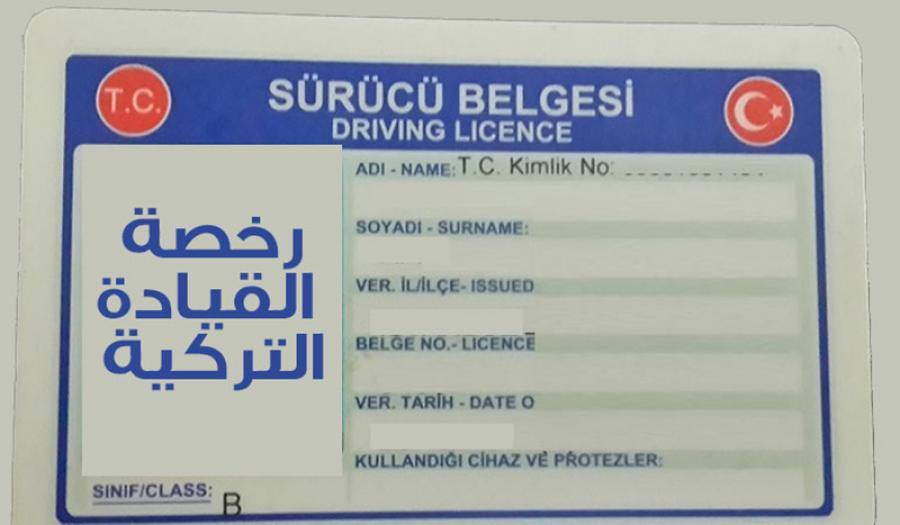 T.C.
SÜRÜCÜ BELGESİ
DRIVING LICENCE
رخصة
القيادة
التركية
ADI - NAME: T.C. Kimlik No:
SOYADI - SURNAME:
VER. İL/İLÇE- ISSUED
BELGE NO.- LICENCE
VER. TARİH - DATE O
KULLANDIĞI CİHAZ VE PROTEZLER:
SINIF/CLASS: B